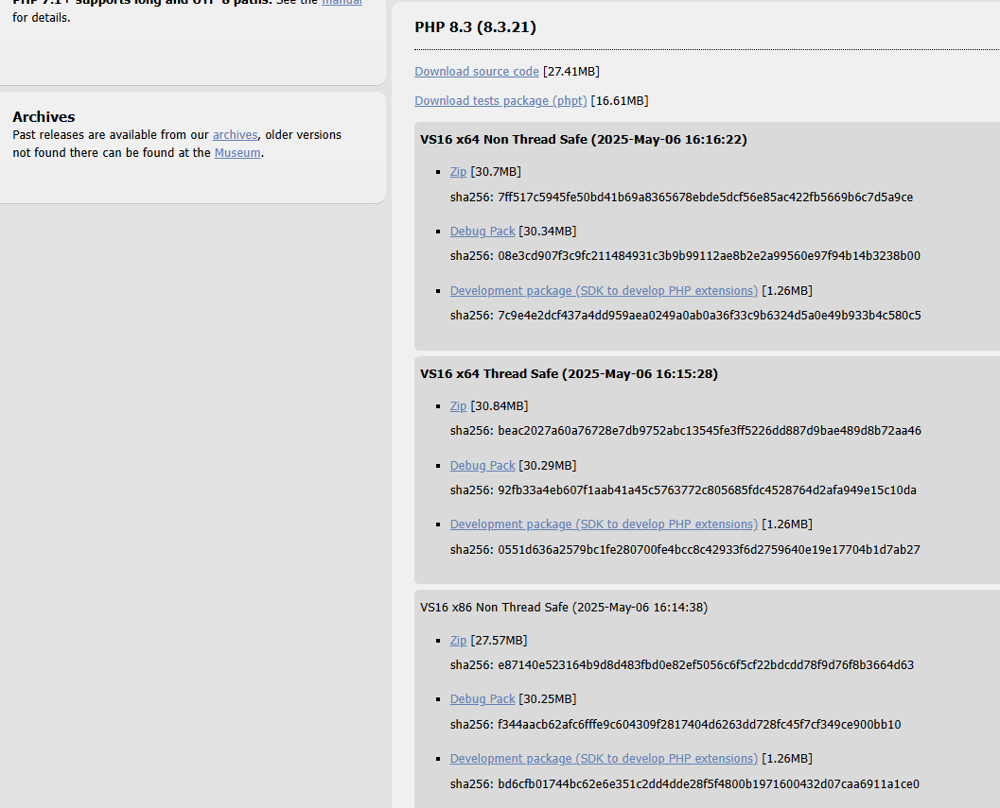 PHP 7.1+ supports long and UTF-8 paths. See the manual
for details.
Archives
Past releases are available from our archives, older versions
not found there can be found at the Museum.
PHP 8.3 (8.3.21)
Download source code [27.41MB]
Download tests package (phpt) [16.61MB]
VS16 x64 Non Thread Safe (2025-May-06 16:16:22)
Zip [30.7MB]
sha256: 7ff517c5945fe50bd41b69a8365678ebde5dcf56e85ac422fb5669b6c7d5a9ce
Debug Pack [30.34MB]
sha256: 08e3cd907f3c9fc211484931c3b9b99112ae8b2e2a99560e97f94b14b3238b00
Development package (SDK to develop PHP extensions) [1.26MB]
sha256: 7c9e4e2dcf437a4dd959aea0249a0ab0a36f33c9b6324d5a0e49b933b4c580c5
VS16 x64 Thread Safe (2025-May-06 16:15:28)
Zip [30.84MB]
sha256: beac2027a60a76728e7db9752abc13545fe3ff5226dd887d9bae489d8b72aa46
Debug Pack [30.29MB]
sha256: 92fb33a4eb607f1aab41a45c5763772c805685fdc4528764d2afa949e15c10da
Development package (SDK to develop PHP extensions) [1.26MB]
sha256: 0551d636a2579bc1fe280700fe4bcc8c42933f6d2759640e19e17704b1d7ab27
VS16 x86 Non Thread Safe (2025-May-06 16:14:38)
Zip [27.57MB]
sha256: e87140e523164b9d8d483fbd0e82ef5056c6f5cf22bdcdd78f9d76f8b3664d63
Debug Pack [30.25MB]
sha256: f344aacb62afc6fffe9c604309f2817404d6263dd728fc45f7cf349ce900bb10
Development package (SDK to develop PHP extensions) [1.26MB]
sha256: bd6cfb01744bc62e6e351c2dd4dde28f5f4800b1971600432d07caa6911a1ce0